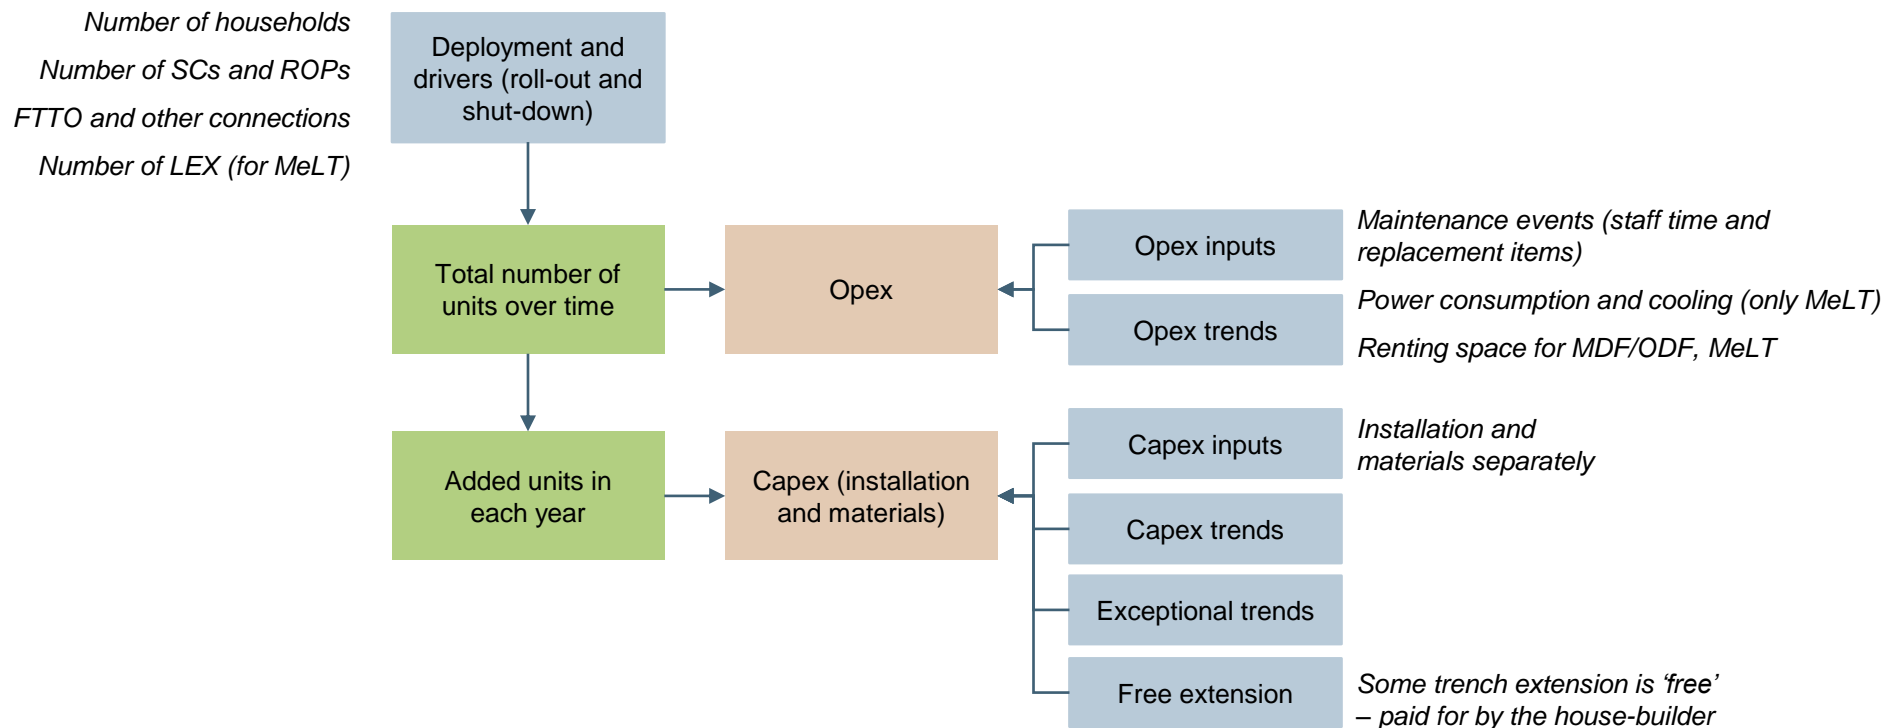 Number of households
Number of SCs and ROPs
FTTO and other connections
Number of LEX (for MeLT)
Deployment and
drivers (roll-out and
shut-down)
Total number of
units over time
Opex
Opex inputs
Opex trends
Maintenance events (staff time and
replacement items)
Power consumption and cooling (only MeLT)
Renting space for MDF/ODF, MeLT
Added units in
each year
Capex (installation
and materials)
Capex inputs
Installation and
materials separately
Capex trends
Exceptional trends
Free extension
Some trench extension is ‘free’
– paid for by the house-builder